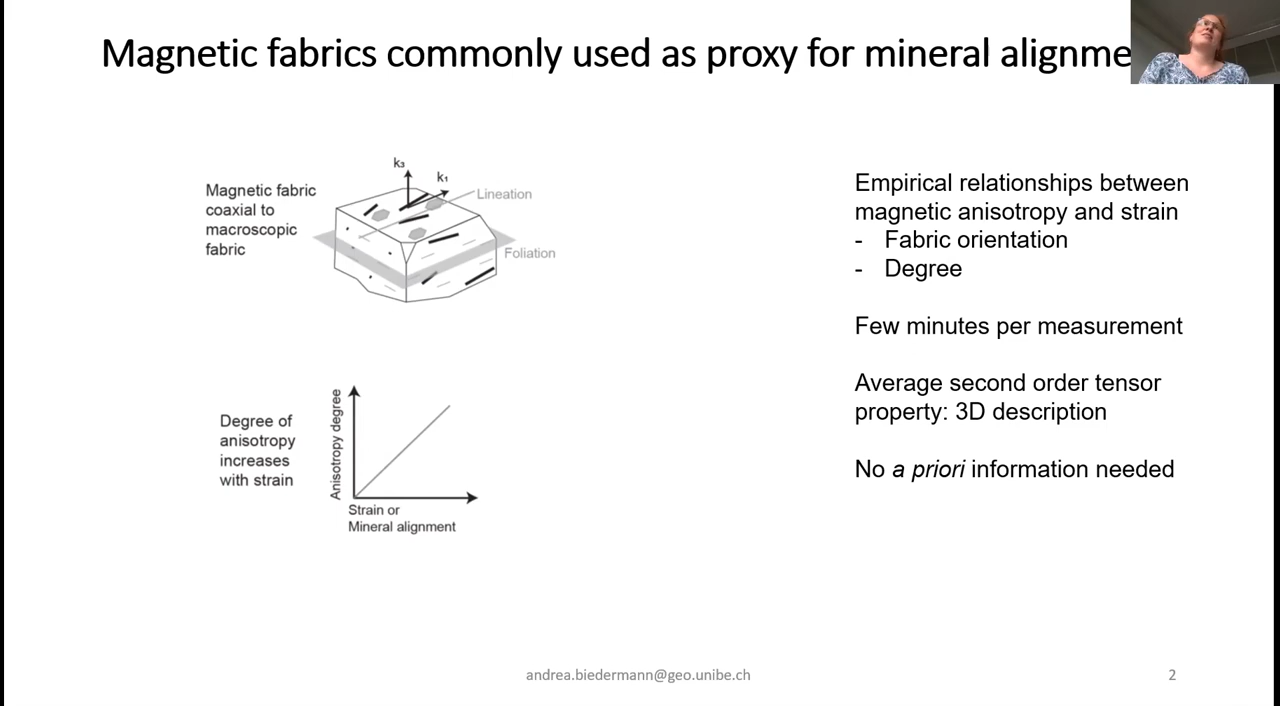 Magnetic fabrics commonly used as proxy for mineral alignme
Magnetic fabric
coaxial to
macroscopic
fabric
k₃
k₁
Lineation
Foliation
Degree of
anisotropy
increases
with strain
Anisotropy degree
Strain or
Mineral alignment
Empirical relationships between
magnetic anisotropy and strain
- Fabric orientation
- Degree
Few minutes per measurement
Average second order tensor
property: 3D description
No a priori information needed
andrea.biedermann@geo.unibe.ch
2